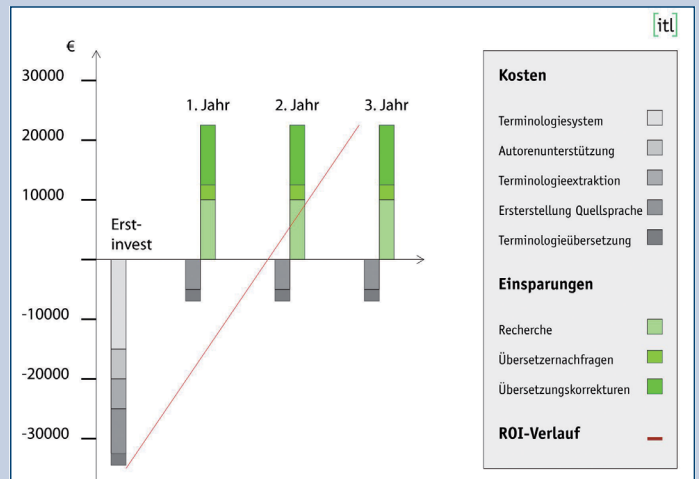 [itl]
€
30000
20000
10000
-10000
-20000
-30000
Erst-
invest
1. Jahr
2. Jahr
3. Jahr
Kosten
Terminologiesystem
Autorenunterstützung
Terminologieextraktion
Ersterstellung Quellsprache
Terminologieübersetzung
Einsparungen
Recherche
Übersetzernachfragen
Übersetzungskorrekturen
ROI-Verlauf